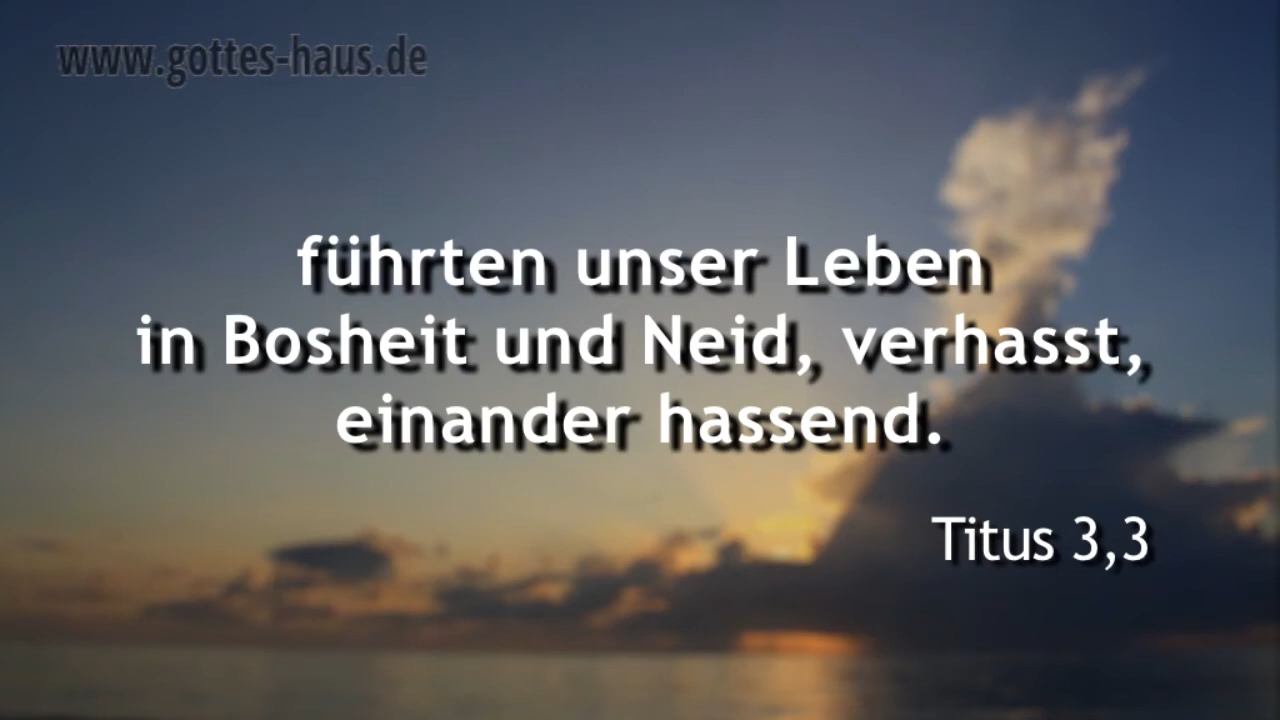 www.gottes-haus.de
führten unser Leben
in Bosheit und Neid, verhasst,
einander hassend.
Titus 3,3